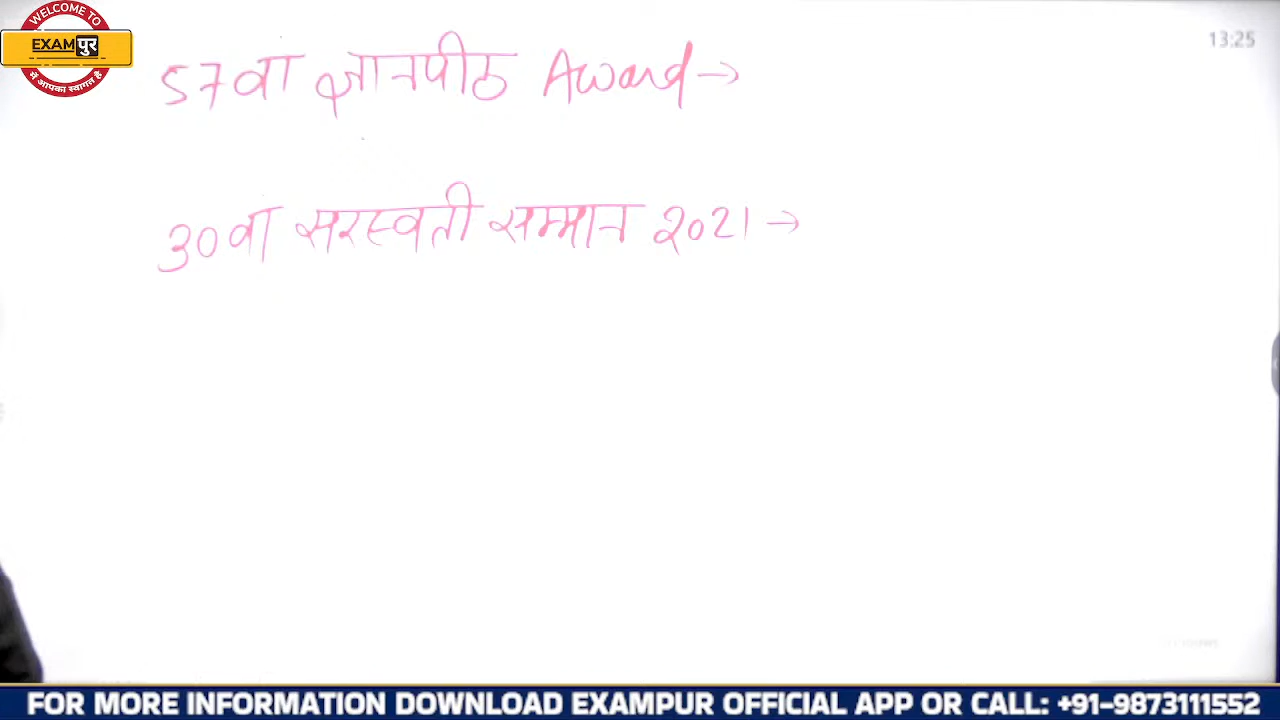 WELCOME TO
EXAMपुर
में आपका स्वागत है
13:25
57वा ज्ञानपीठ Award →
30वा सरस्वती सम्मान 2021 →
FOR MORE INFORMATION DOWNLOAD EXAMPUR OFFICIAL APP OR CALL: +91-9873111552